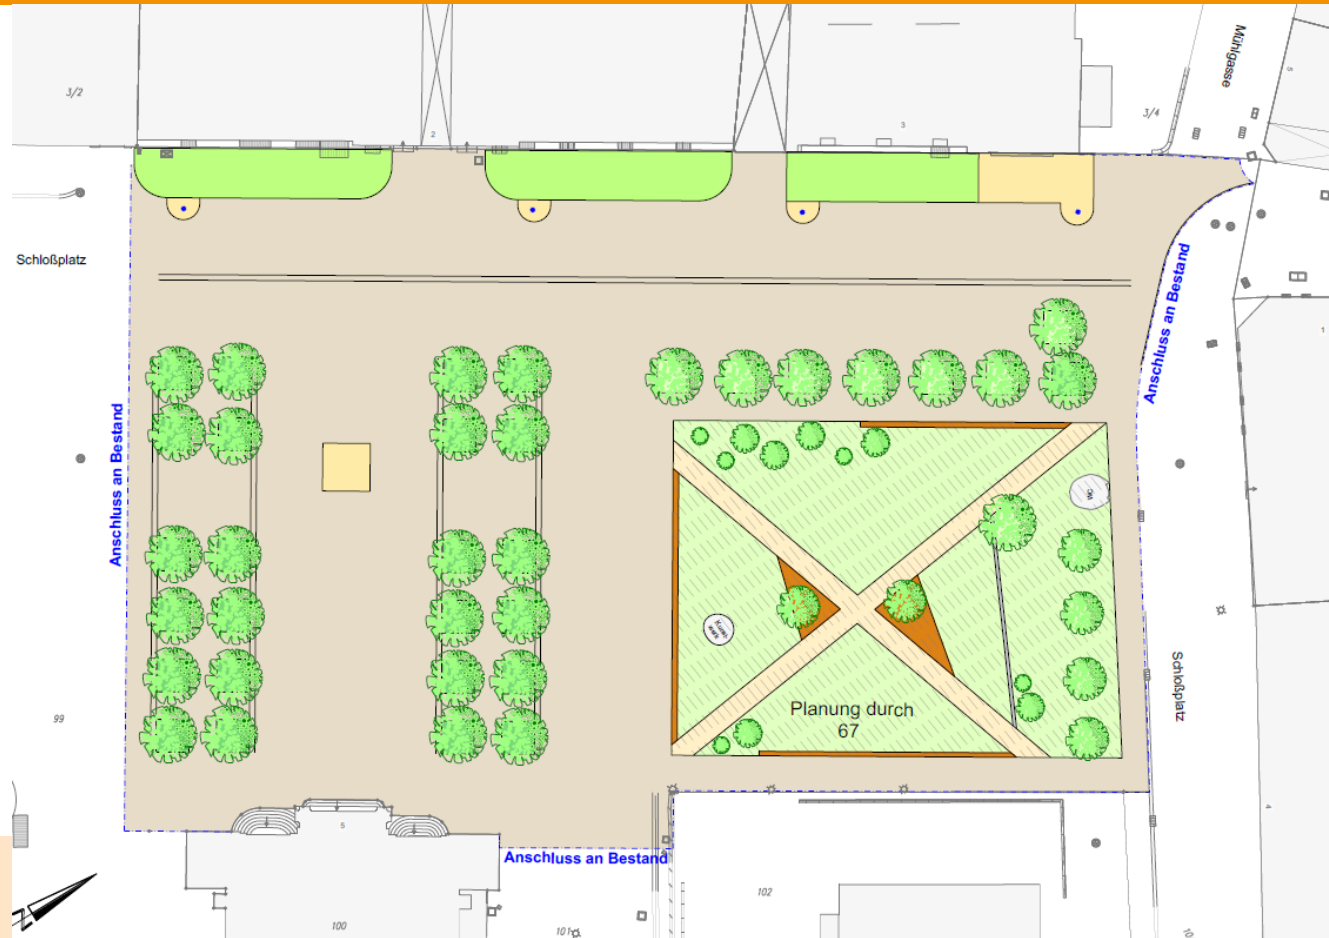 Mühlgasse
3/2
2
3
3/4
5
Schloßplatz
Anschluss an Bestand
1
Anschluss an Bestand
Kunst
werk
Planung durch
67
Schloßplatz
99
5
4
Anschluss an Bestand
102
100
101
N